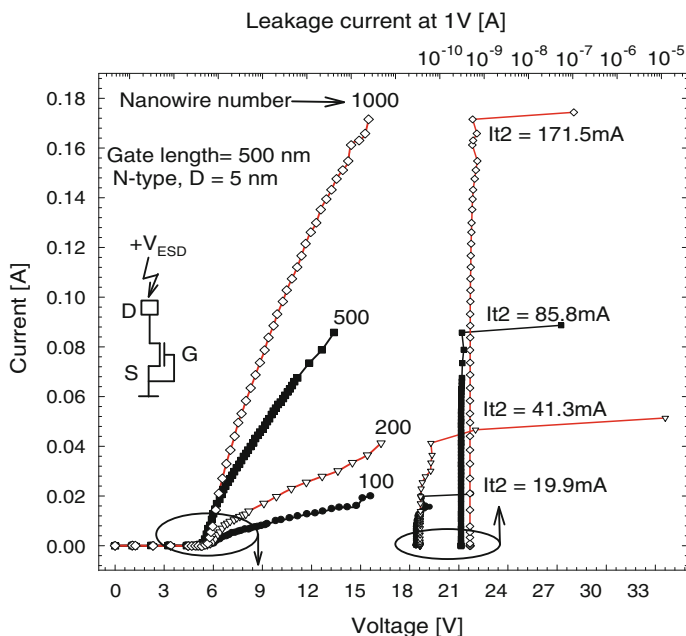 Leakage current at 1V [A]
10⁻¹⁰ 10⁻⁹ 10⁻⁸ 10⁻⁷ 10⁻⁶ 10⁻⁵
0.18
Nanowire number
1000
0.16
It2 = 171.5mA
Gate length= 500 nm
N-type, D = 5 nm
0.14
0.12
+V_ESD
D
G
S
0.10
500
It2 = 85.8mA
0.08
0.06
200
It2 = 41.3mA
0.04
100
It2 = 19.9mA
0.02
0.00
Current [A]
0 3 6 9 12 15 18 21 24 27 30 33
Voltage [V]